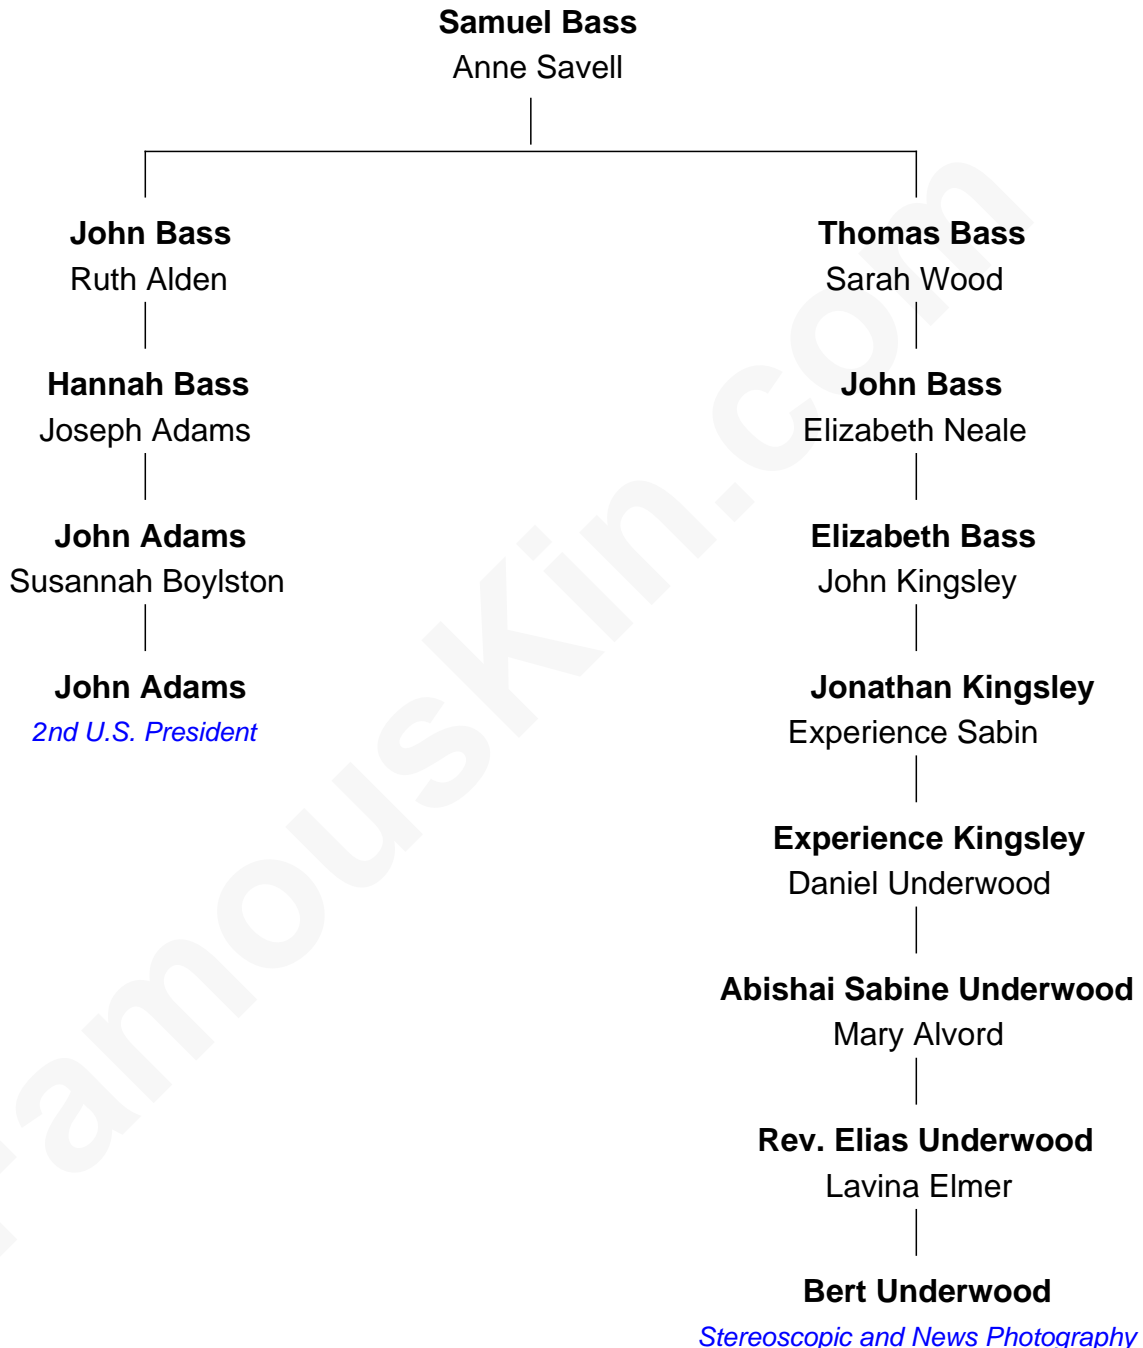 Samuel Bass
Anne Savell
John Bass
Ruth Alden
Thomas Bass
Sarah Wood
Hannah Bass
Joseph Adams
John Bass
Elizabeth Neale
John Adams
Susannah Boylston
Elizabeth Bass
John Kingsley
John Adams
2nd U.S. President
Jonathan Kingsley
Experience Sabin
Experience Kingsley
Daniel Underwood
Abishai Sabine Underwood
Mary Alvord
Rev. Elias Underwood
Lavina Elmer
Bert Underwood
Stereoscopic and News Photography
FamousKin.com